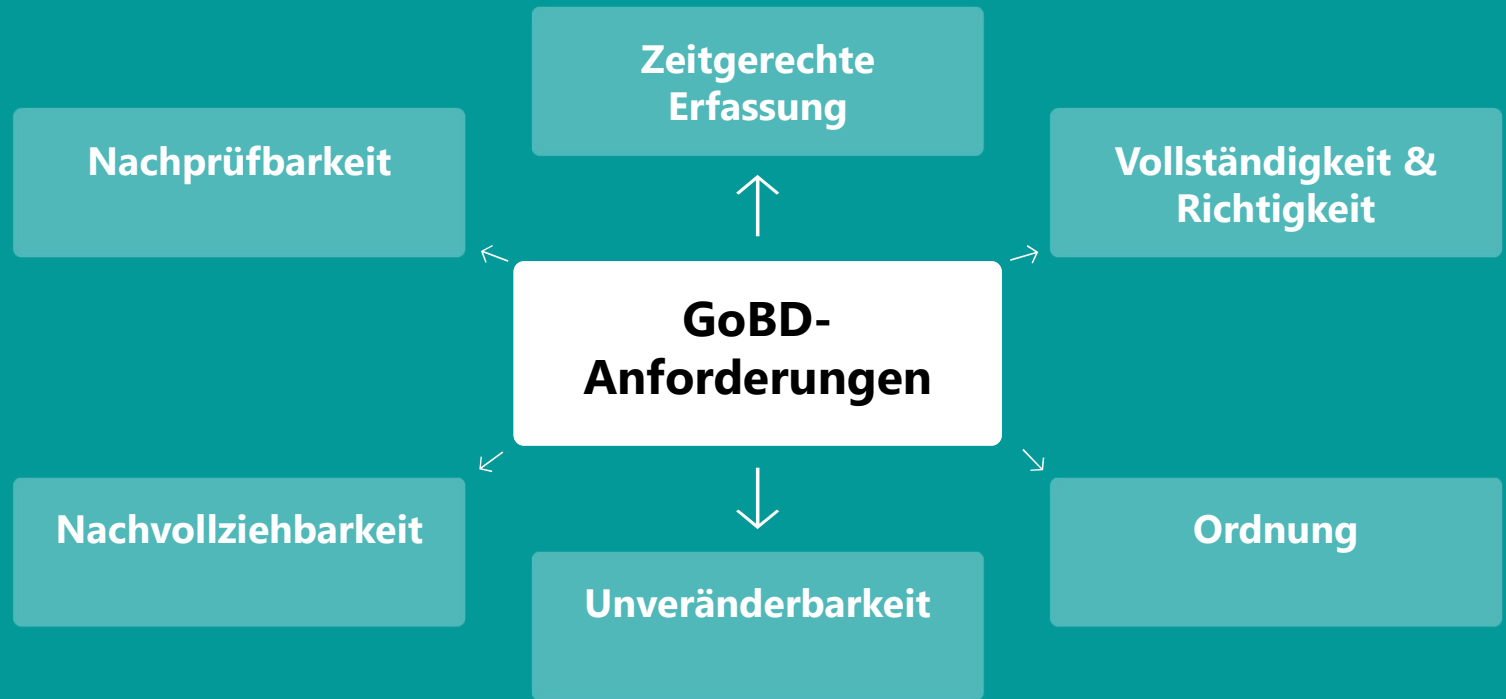 Zeitgerechte
Erfassung
Nachprüfbarkeit
Vollständigkeit &
Richtigkeit
GoBD-
Anforderungen
Nachvollziehbarkeit
Ordnung
Unveränderbarkeit